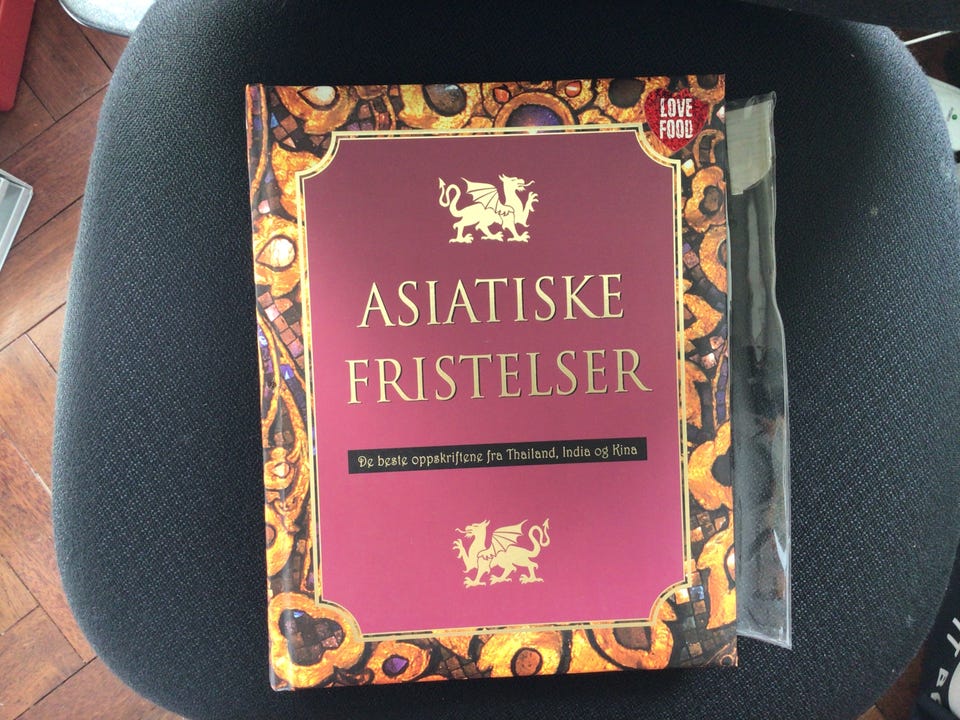 LOVE
FOOD
ASIATISKE
FRISTELSER
De beste oppskriftene fra Thailand, India og Kina